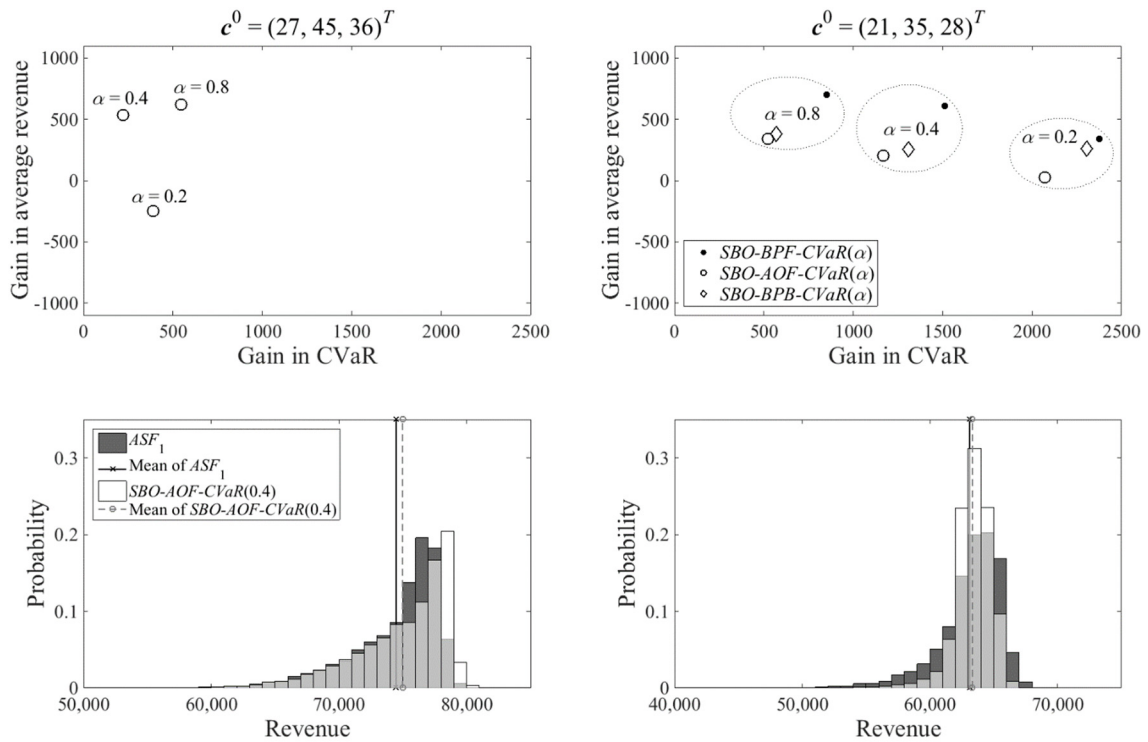 c⁰ = (27, 45, 36)ᵀ
Gain in average revenue
1000
500
0
-500
-1000
α = 0.4
α = 0.8
α = 0.2
0 500 1000 1500 2000 2500
Gain in CVaR
c⁰ = (21, 35, 28)ᵀ
Gain in average revenue
1000
500
0
-500
-1000
α = 0.8
α = 0.4
α = 0.2
SBO-BPF-CVaR(α)
SBO-AOF-CVaR(α)
SBO-BPB-CVaR(α)
0 500 1000 1500 2000 2500
Gain in CVaR
Probability
0.3
0.2
0.1
0
ASF₁
Mean of ASF₁
SBO-AOF-CVaR(0.4)
Mean of SBO-AOF-CVaR(0.4)
50,000 60,000 70,000 80,000
Revenue
Probability
0.3
0.2
0.1
0
40,000 50,000 60,000 70,000
Revenue